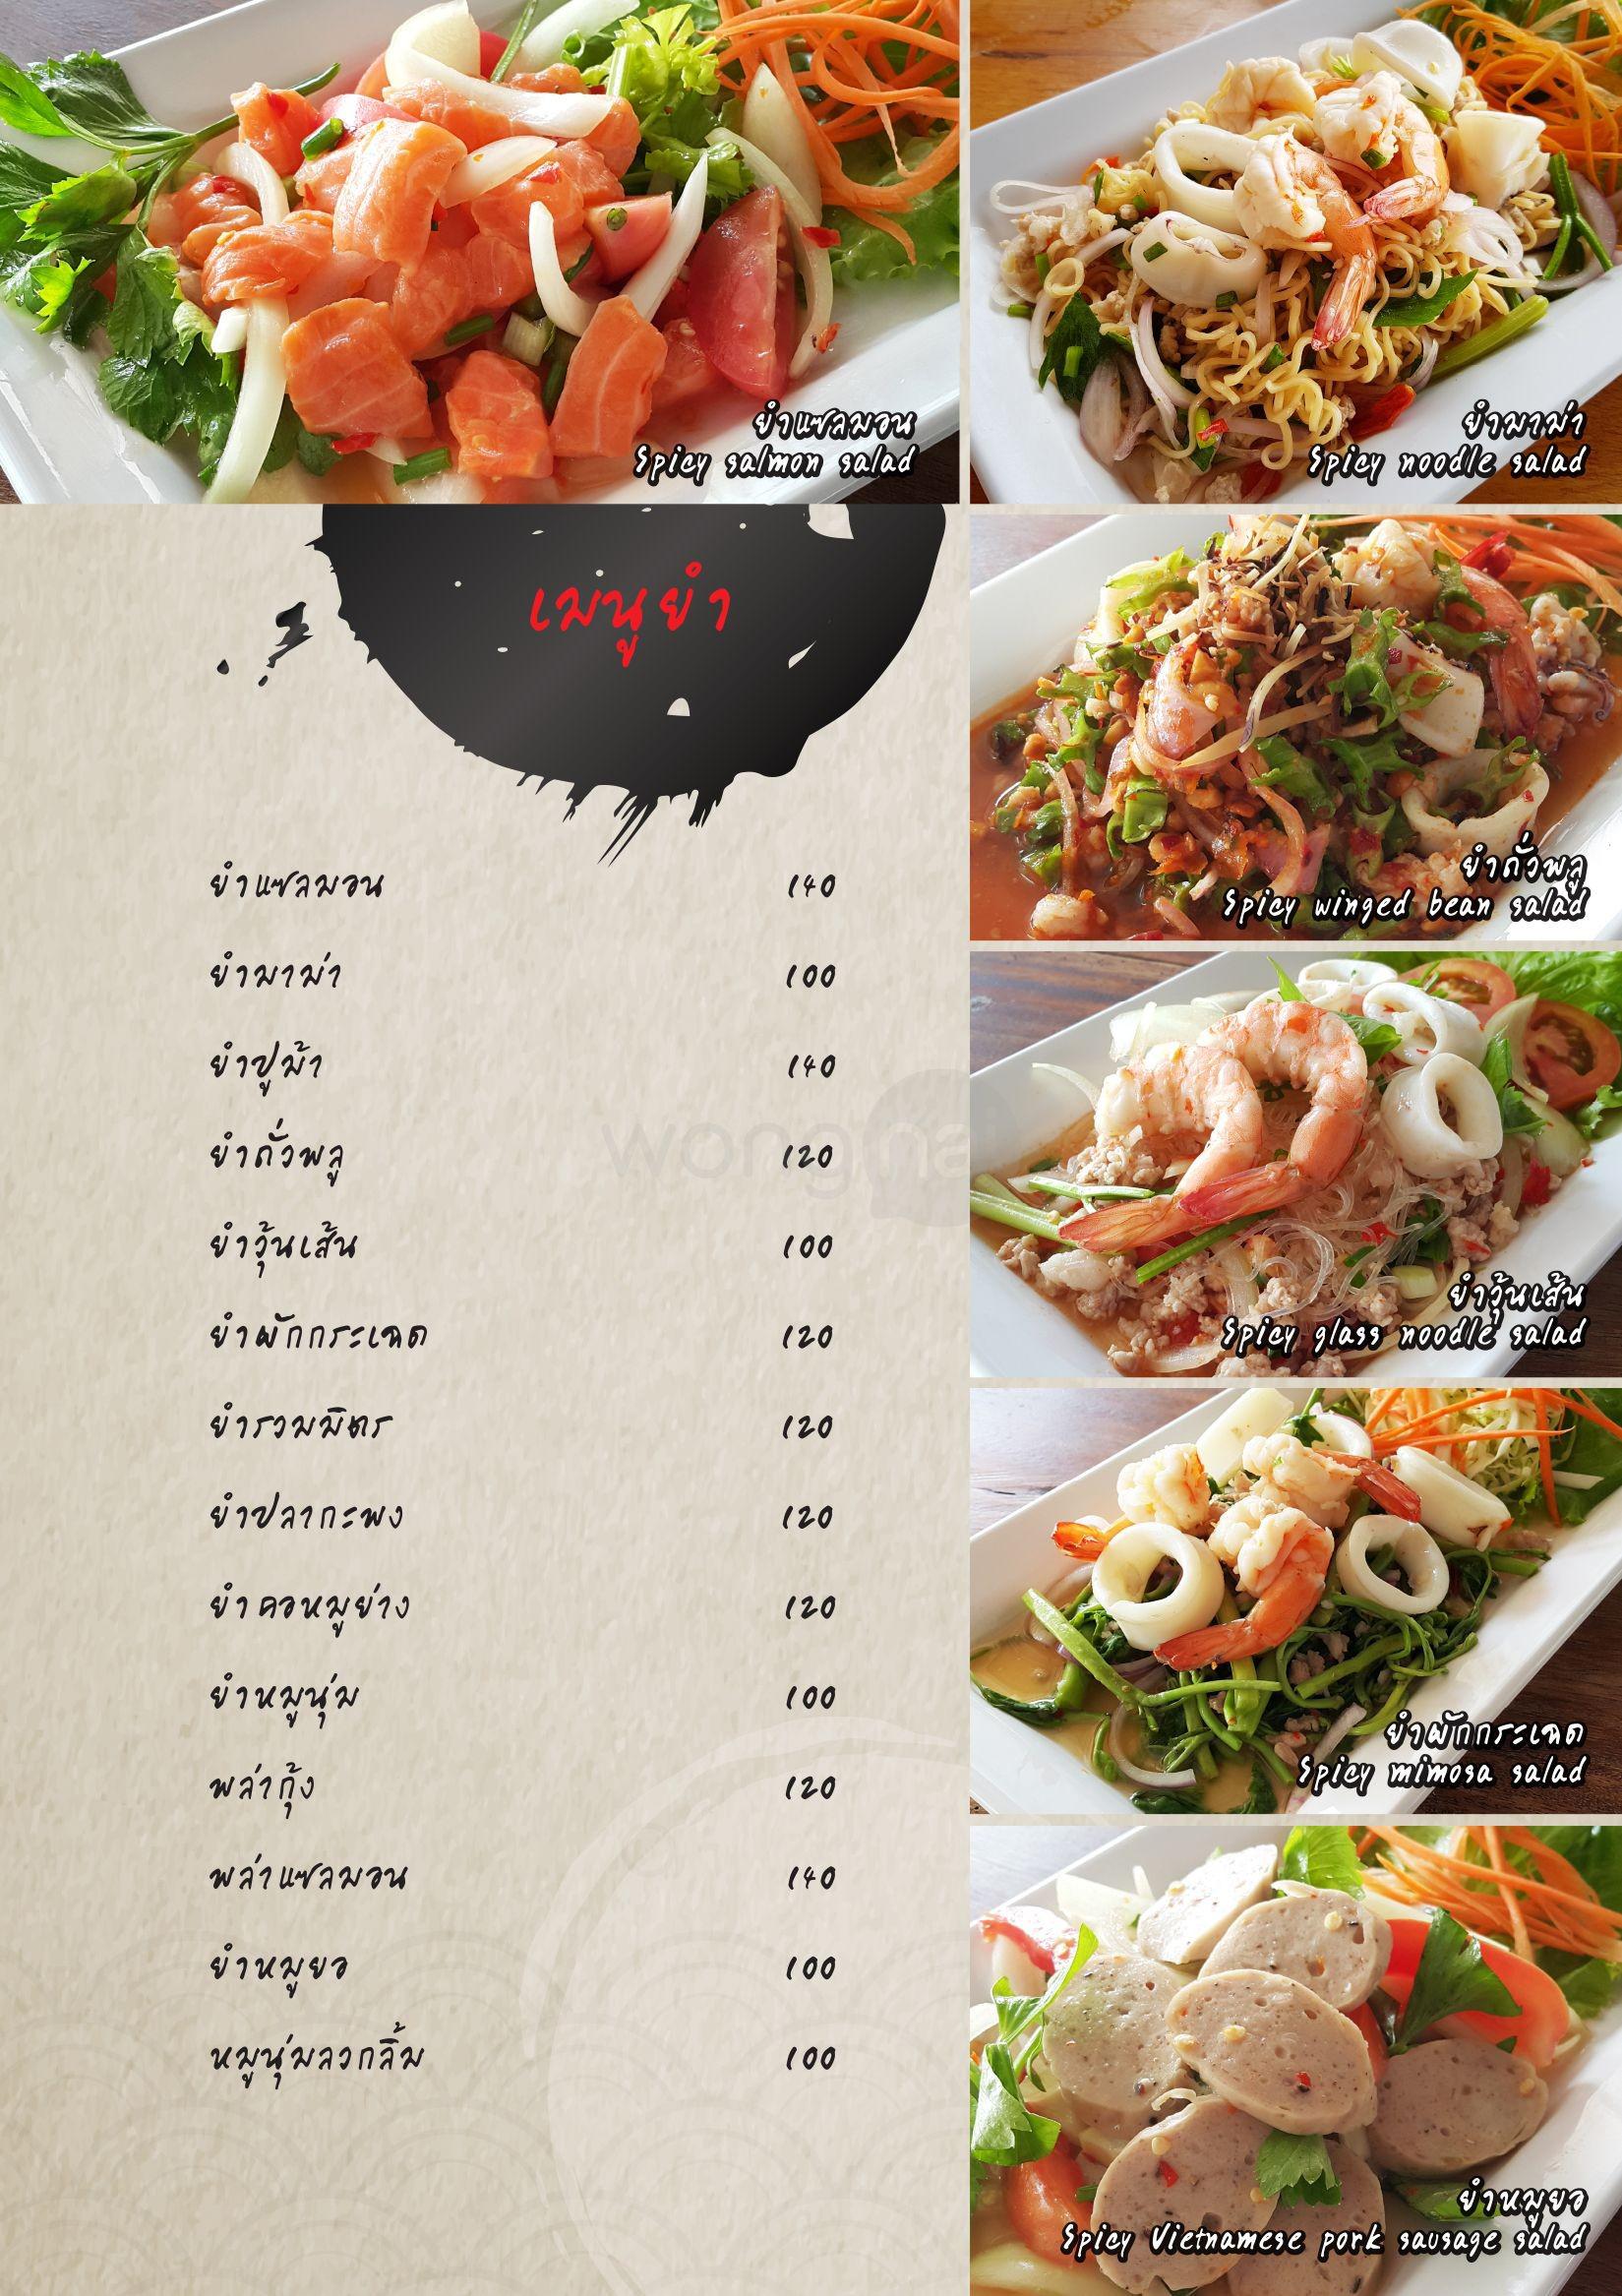 ยำแซลมอน
Spicy salmon salad
ยำมาม่า
Spicy noodle salad
เมนูยำ
ยำแซลมอน 140
ยำมาม่า 100
ยำปูม้า 140
ยำถั่วพลู 120
ยำวุ้นเส้น 100
ยำผักกระเฉด 120
ยำรวมมิตร 120
ยำปลากะพง 120
ยำคอหมูย่าง 120
ยำหมูนุ่ม 100
พล่ากุ้ง 120
พล่าแซลมอน 140
ยำหมูยอ 100
หมูนุ่มลวกลิ้ม 100
ยำถั่วพลู
Spicy winged bean salad
ยำวุ้นเส้น
Spicy glass noodle salad
ยำผักกระเฉด
Spicy mimosa salad
ยำหมูยอ
Spicy Vietnamese pork sausage salad